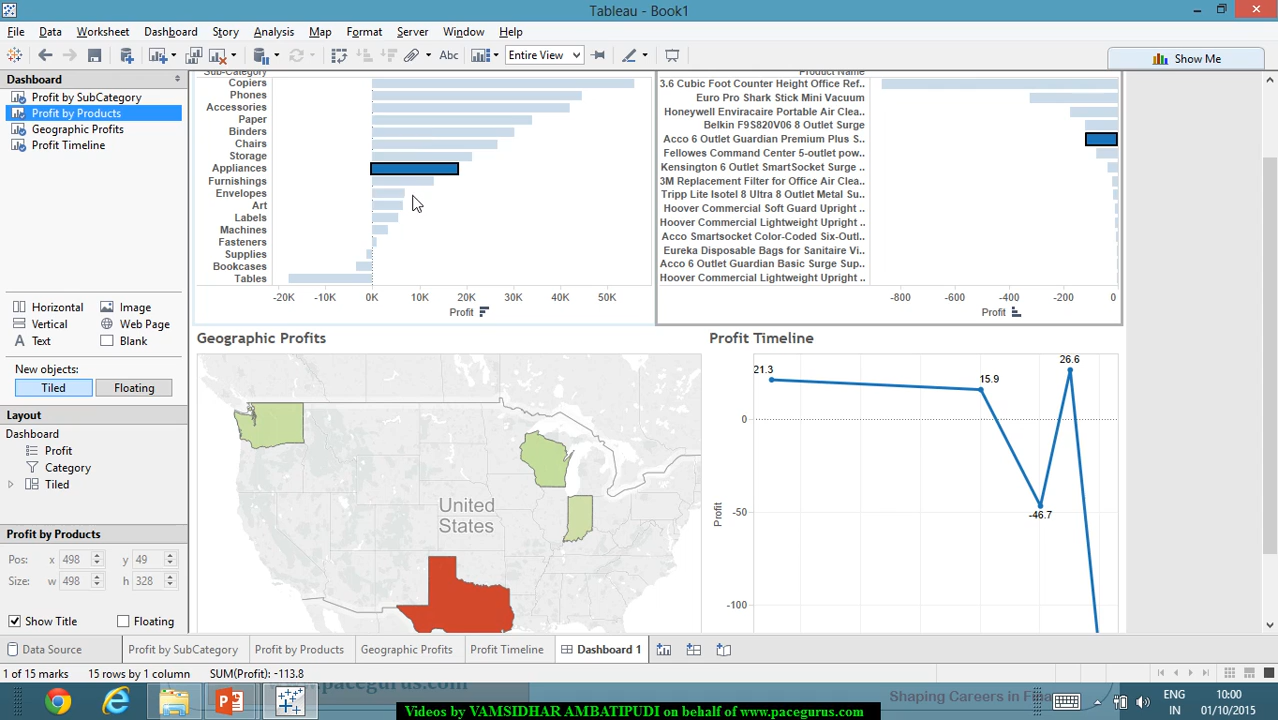 Tableau - Book1
File Data Worksheet Dashboard Story Analysis Map Format Server Window Help
Abc Entire View Show Me
Dashboard
Profit by SubCategory
Profit by Products
Geographic Profits
Profit Timeline
Horizontal Image
Vertical Web Page
Text Blank
New objects:
Tiled Floating
Layout
Dashboard
Profit
Category
Tiled
Profit by Products
Pos: x 498 y 49
Size: w 498 h 328
Show Title Floating
Sub-Category
Copiers
Phones
Accessories
Paper
Binders
Chairs
Storage
Appliances
Furnishings
Envelopes
Art
Labels
Machines
Fasteners
Supplies
Bookcases
Tables
-20K -10K 0K 10K 20K 30K 40K 50K
Profit
Product Name
3.6 Cubic Foot Counter Height Office Ref..
Euro Pro Shark Stick Mini Vacuum
Honeywell Enviracaire Portable Air Clea..
Belkin F9S820V06 8 Outlet Surge
Acco 6 Outlet Guardian Premium Plus S..
Fellowes Command Center 5-outlet pow..
Kensington 6 Outlet SmartSocket Surge ..
3M Replacement Filter for Office Air Clea..
Tripp Lite Isotel 8 Ultra 8 Outlet Metal Su..
Hoover Commercial Soft Guard Upright ..
Hoover Commercial Lightweight Upright ..
Acco Smartsocket Color-Coded Six-Outl..
Eureka Disposable Bags for Sanitaire Vi..
Acco 6 Outlet Guardian Basic Surge Sup..
Hoover Commercial Lightweight Upright ..
-800 -600 -400 -200 0
Profit
Geographic Profits
United
States
Profit Timeline
21.3
15.9
26.6
-46.7
0
-50
-100
Profit
Data Source Profit by SubCategory Profit by Products Geographic Profits Profit Timeline Dashboard 1
1 of 15 marks 15 rows by 1 column SUM(Profit): -113.8
www.pacegurus.com
Shaping Careers in Fina
ENG
IN
10:00
01/10/2015
Videos by VAMSIDHAR AMBATIPUDI on behalf of www.pacegurus.com